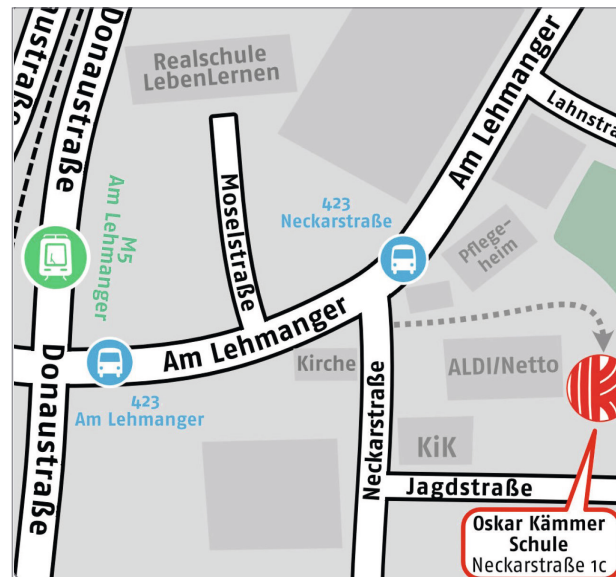 austraße
Donaustraße
Realschule
LebenLernen
Am Lehmanger
Lahnstra
M5
Am Lehmanger
Moselstraße
423
Neckarstraße
Pflege-
heim
Am Lehmanger
Kirche
ALDI/Netto
423
Am Lehmanger
Donaustraße
Neckarstraße
KiK
Jagdstraße
Oskar Kämmer
Schule
Neckarstraße 1c